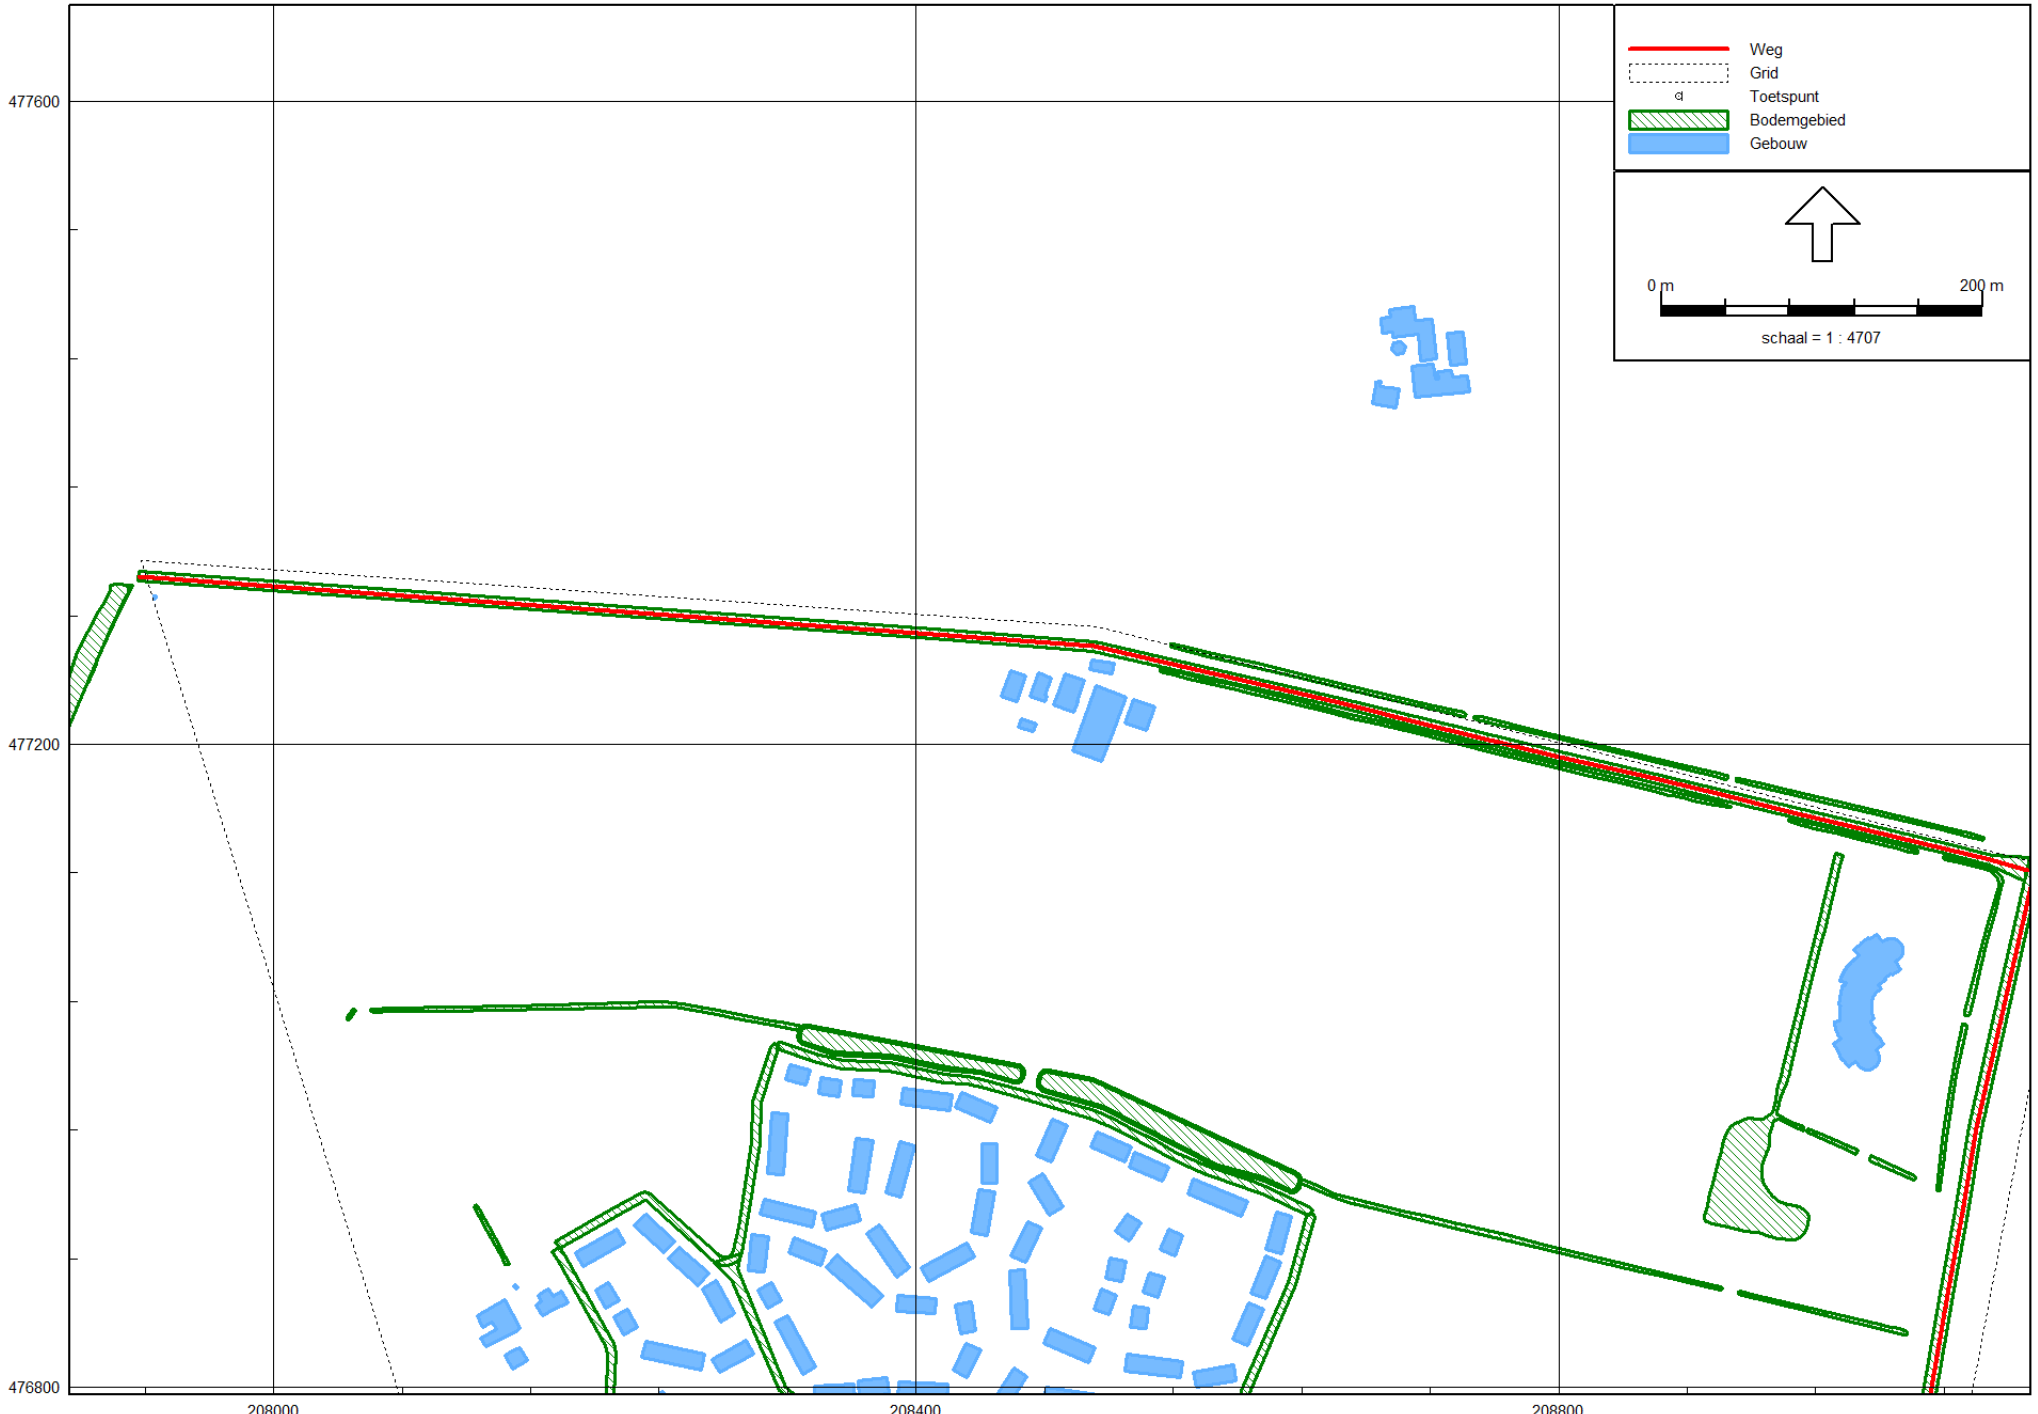 Weg
Grid
Toetspunt
Bodemgebied
Gebouw
0 m 200 m
schaal = 1 : 4707
477600
477200
476800
208000 208400 208800